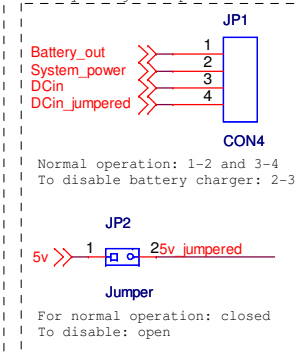 JP1
Battery_out 1
System_power 2
DCin 3
DCin_jumpered 4
CON4
Normal operation: 1-2 and 3-4
To disable battery charger: 2-3
JP2
5v 1 2 5v_jumpered
Jumper
For normal operation: closed
To disable: open